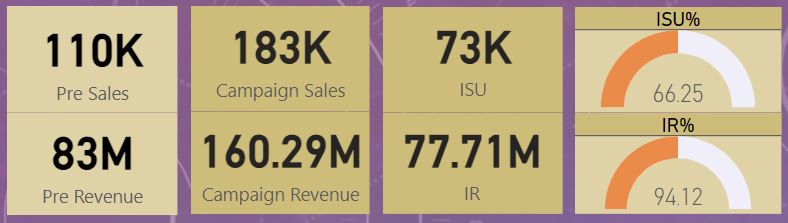 110K
Pre Sales
83M
Pre Revenue
183K
Campaign Sales
160.29M
Campaign Revenue
73K
ISU
77.71M
IR
ISU%
66.25
IR%
94.12